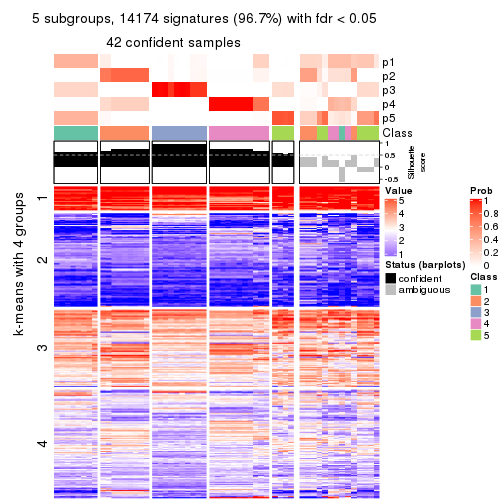 5 subgroups, 14174 signatures (96.7%) with fdr < 0.05
42 confident samples
p1
p2
p3
p4
p5
Class
1
0.5
0
-0.5
Silhouette
score
k-means with 4 groups
1
2
3
4
Value
5
4
3
2
1
Status (barplots)
confident
ambiguous
Prob
1
0.8
0.6
0.4
0.2
0
Class
1
2
3
4
5